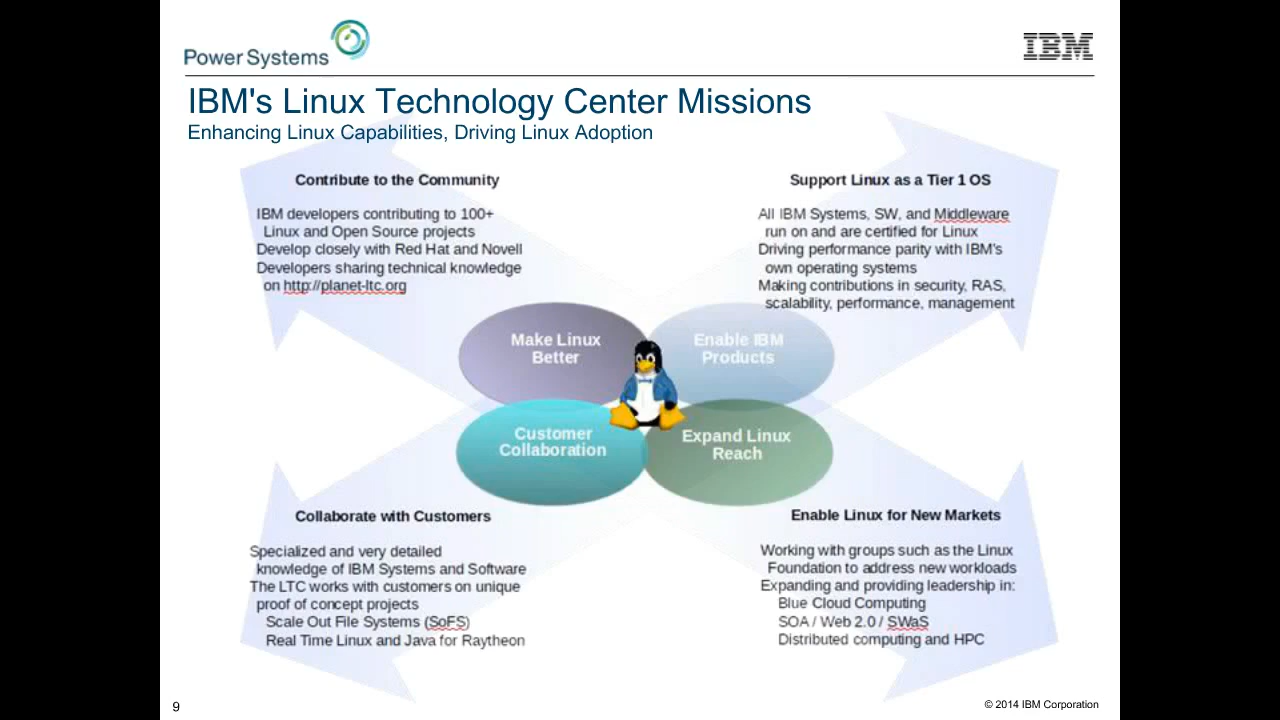 Power Systems
IBM
IBM's Linux Technology Center Missions
Enhancing Linux Capabilities, Driving Linux Adoption
Contribute to the Community
IBM developers contributing to 100+
Linux and Open Source projects
Develop closely with Red Hat and Novell
Developers sharing technical knowledge
on http://planet-ltc.org
Support Linux as a Tier 1 OS
All IBM Systems, SW, and Middleware
run on and are certified for Linux
Driving performance parity with IBM's
own operating systems
Making contributions in security, RAS,
scalability, performance, management
Make Linux
Better
Enable IBM
Products
Customer
Collaboration
Expand Linux
Reach
Collaborate with Customers
Specialized and very detailed
knowledge of IBM Systems and Software
The LTC works with customers on unique
proof of concept projects
Scale Out File Systems (SoFS)
Real Time Linux and Java for Raytheon
Enable Linux for New Markets
Working with groups such as the Linux
Foundation to address new workloads
Expanding and providing leadership in:
Blue Cloud Computing
SOA / Web 2.0 / SWaS
Distributed computing and HPC
9
© 2014 IBM Corporation